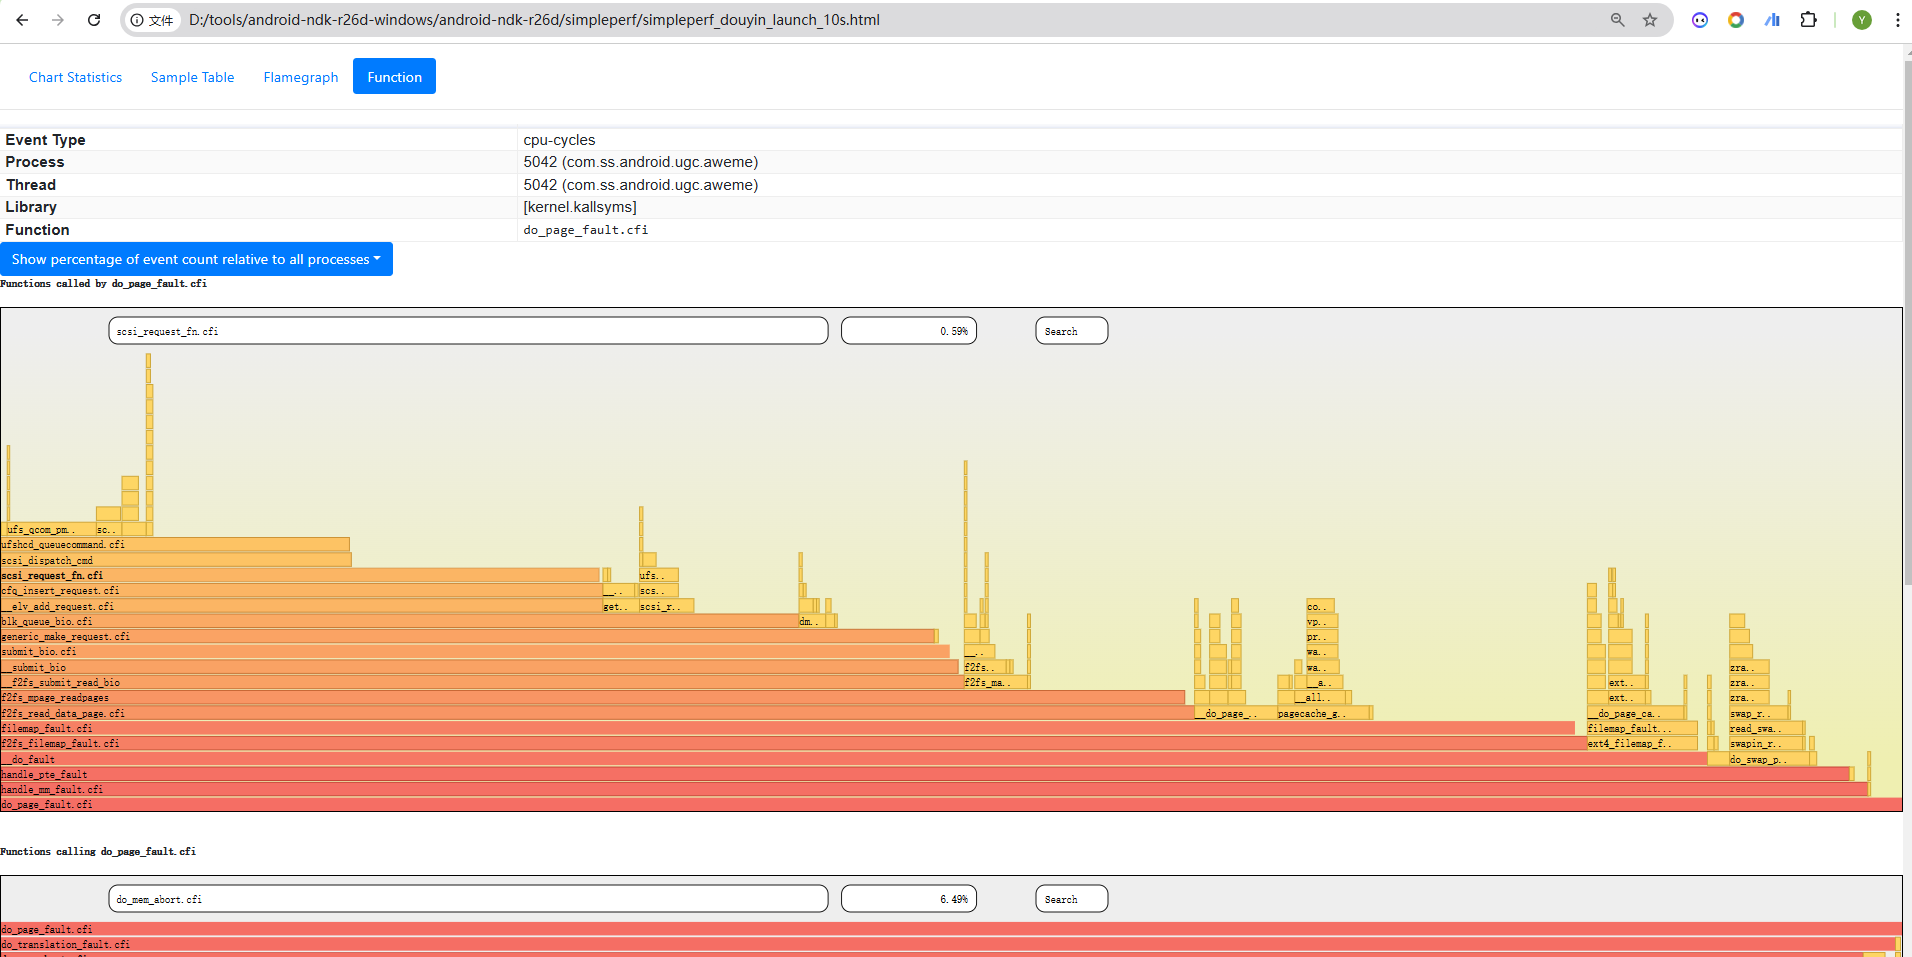 文件 D:/tools/android-ndk-r26d-windows/android-ndk-r26d/simpleperf/simpleperf_douyin_launch_10s.html Y
Chart Statistics Sample Table Flamegraph Function
Event Type cpu-cycles
Process 5042 (com.ss.android.ugc.aweme)
Thread 5042 (com.ss.android.ugc.aweme)
Library [kernel.kallsyms]
Function do_page_fault.cfi
Show percentage of event count relative to all processes
Functions called by do_page_fault.cfi
scsi_request_fn.cfi 0.59% Search
ufs_qcom_pm.. sc..
ufshcd_queuecommand.cfi
scsi_dispatch_cmd
scsi_request_fn.cfi ufs..
cfq_insert_request.cfi __.. scs..
__elv_add_request.cfi get.. scsi_r.. co..
blk_queue_bio.cfi dm.. vp..
generic_make_request.cfi pr..
submit_bio.cfi __.. wa..
__submit_bio f2fs.. wa.. zra..
__f2fs_submit_read_bio f2fs_ma.. __a.. ext.. zra..
f2fs_mpage_readpages __all.. ext.. zra..
f2fs_read_data_page.cfi __do_page_.. pagecache_g.. __do_page_ca.. swap_r..
filemap_fault.cfi filemap_fault... read_swa..
f2fs_filemap_fault.cfi ext4_filemap_f.. swapin_r..
__do_fault do_swap_p..
handle_pte_fault
handle_mm_fault.cfi
do_page_fault.cfi
Functions calling do_page_fault.cfi
do_mem_abort.cfi 6.49% Search
do_page_fault.cfi
do_translation_fault.cfi